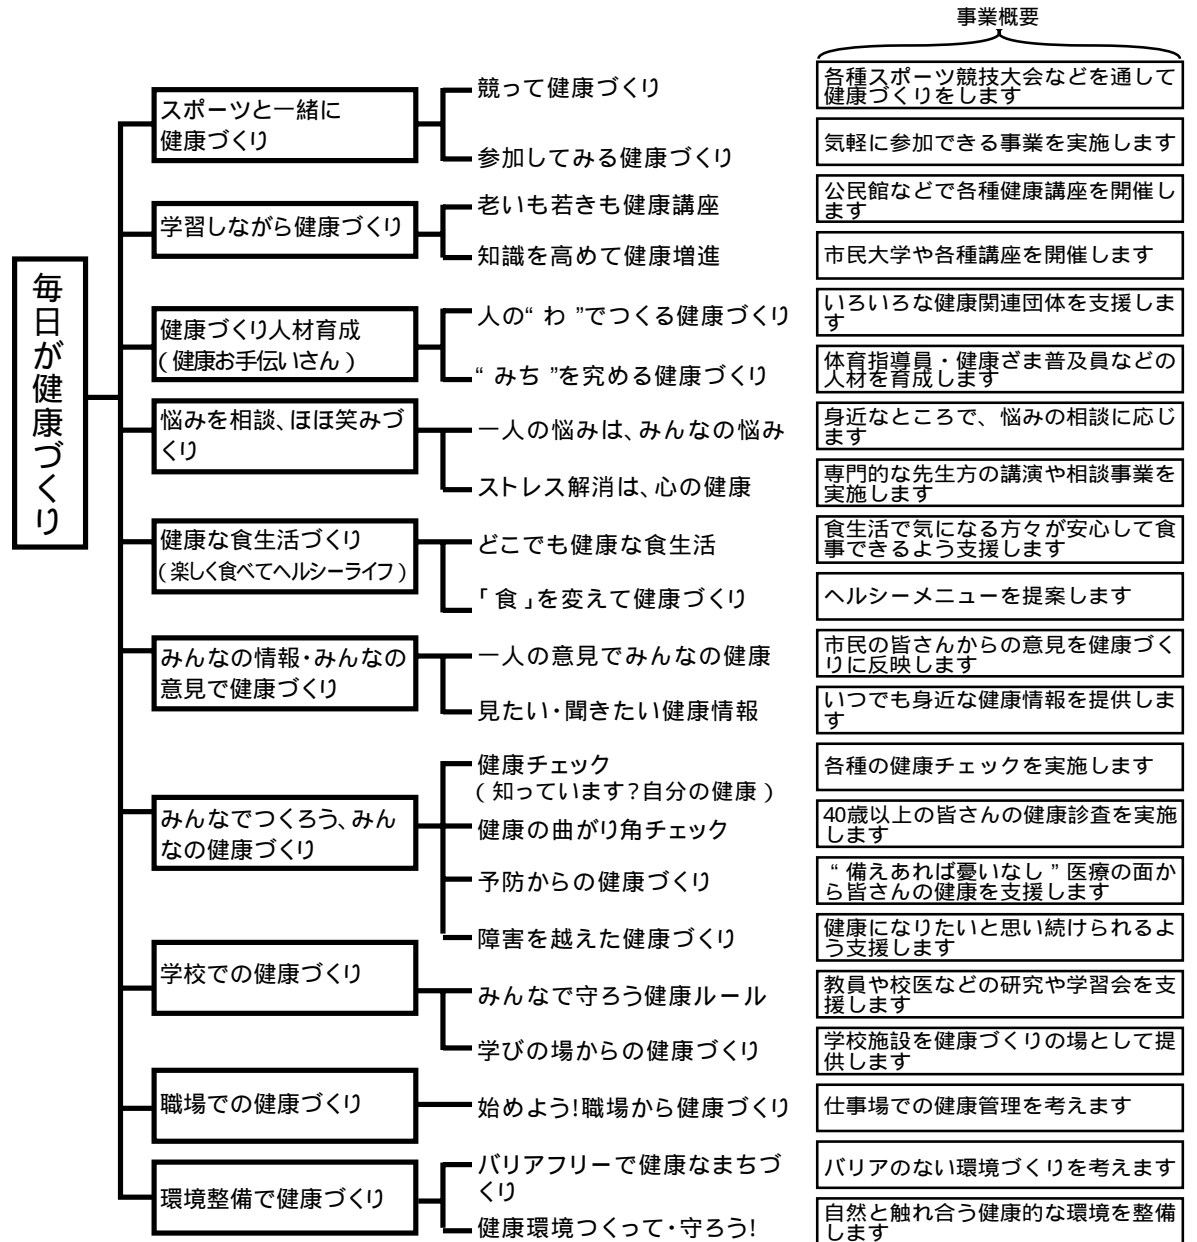 事業概要
毎日が健康づくり
スポーツと一緒に
健康づくり
競って健康づくり
各種スポーツ競技大会などを通して
健康づくりをします
参加してみる健康づくり
気軽に参加できる事業を実施します
学習しながら健康づくり
老いも若きも健康講座
公民館などで各種健康講座を開催し
ます
知識を高めて健康増進
市民大学や各種講座を開催します
健康づくり人材育成
(健康お手伝いさん)
人の“わ”でつくる健康づくり
いろいろな健康関連団体を支援しま
す
“みち”を究める健康づくり
体育指導員・健康ざま普及員などの
人材を育成します
悩みを相談、ほほ笑みづ
くり
一人の悩みは、みんなの悩み
身近なところで、悩みの相談に応じ
ます
ストレス解消は、心の健康
専門的な先生方の講演や相談事業を
実施します
健康な食生活づくり
(楽しく食べてヘルシーライフ)
どこでも健康な食生活
食生活で気になる方々が安心して食
事できるよう支援します
「食」を変えて健康づくり
ヘルシーメニューを提案します
みんなの情報・みんなの
意見で健康づくり
一人の意見でみんなの健康
市民の皆さんからの意見を健康づく
りに反映します
見たい・聞きたい健康情報
いつでも身近な健康情報を提供しま
す
みんなでつくろう、みん
なの健康づくり
健康チェック
(知っています?自分の健康)
各種の健康チェックを実施します
健康の曲がり角チェック
40歳以上の皆さんの健康診査を実施
します
予防からの健康づくり
“備えあれば憂いなし”医療の面か
ら皆さんの健康を支援します
障害を越えた健康づくり
健康になりたいと思い続けられるよ
う支援します
学校での健康づくり
みんなで守ろう健康ルール
教員や校医などの研究や学習会を支
援します
学びの場からの健康づくり
学校施設を健康づくりの場として提
供します
職場での健康づくり
始めよう!職場から健康づくり
仕事場での健康管理を考えます
環境整備で健康づくり
バリアフリーで健康なまちづ
くり
バリアのない環境づくりを考えます
健康環境つくって・守ろう!
自然と触れ合う健康的な環境を整備
します